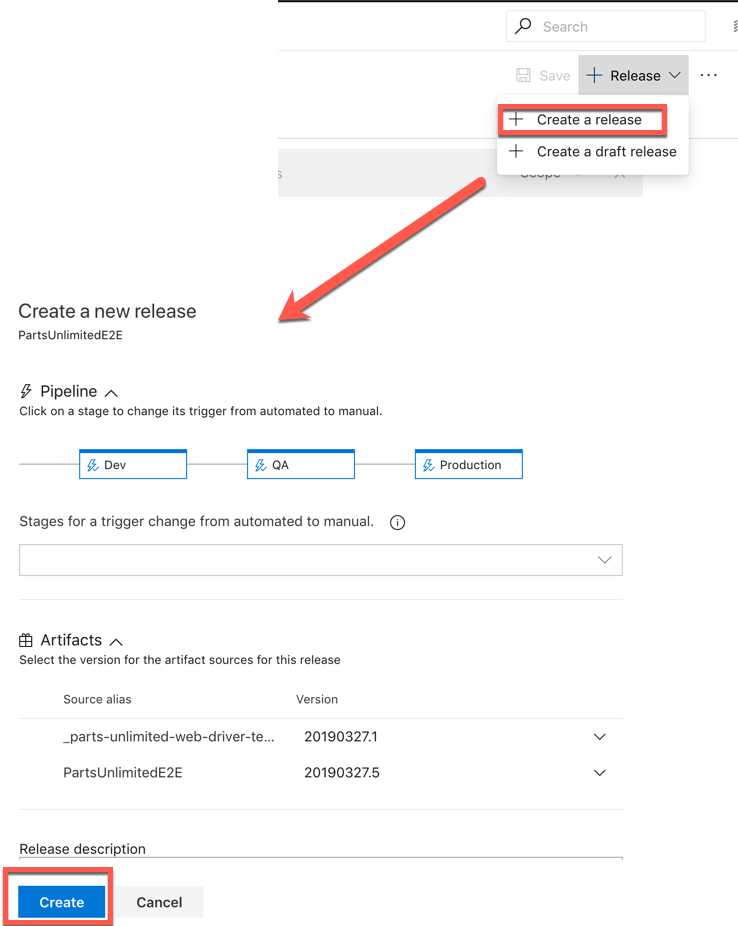 Search
Save
Release
Create a release
Create a draft release
Scope
Create a new release
PartsUnlimitedE2E
Pipeline
Click on a stage to change its trigger from automated to manual.
Dev
QA
Production
Stages for a trigger change from automated to manual.
Artifacts
Select the version for the artifact sources for this release
Source alias Version
_parts-unlimited-web-driver-te... 20190327.1
PartsUnlimitedE2E 20190327.5
Release description
Create Cancel